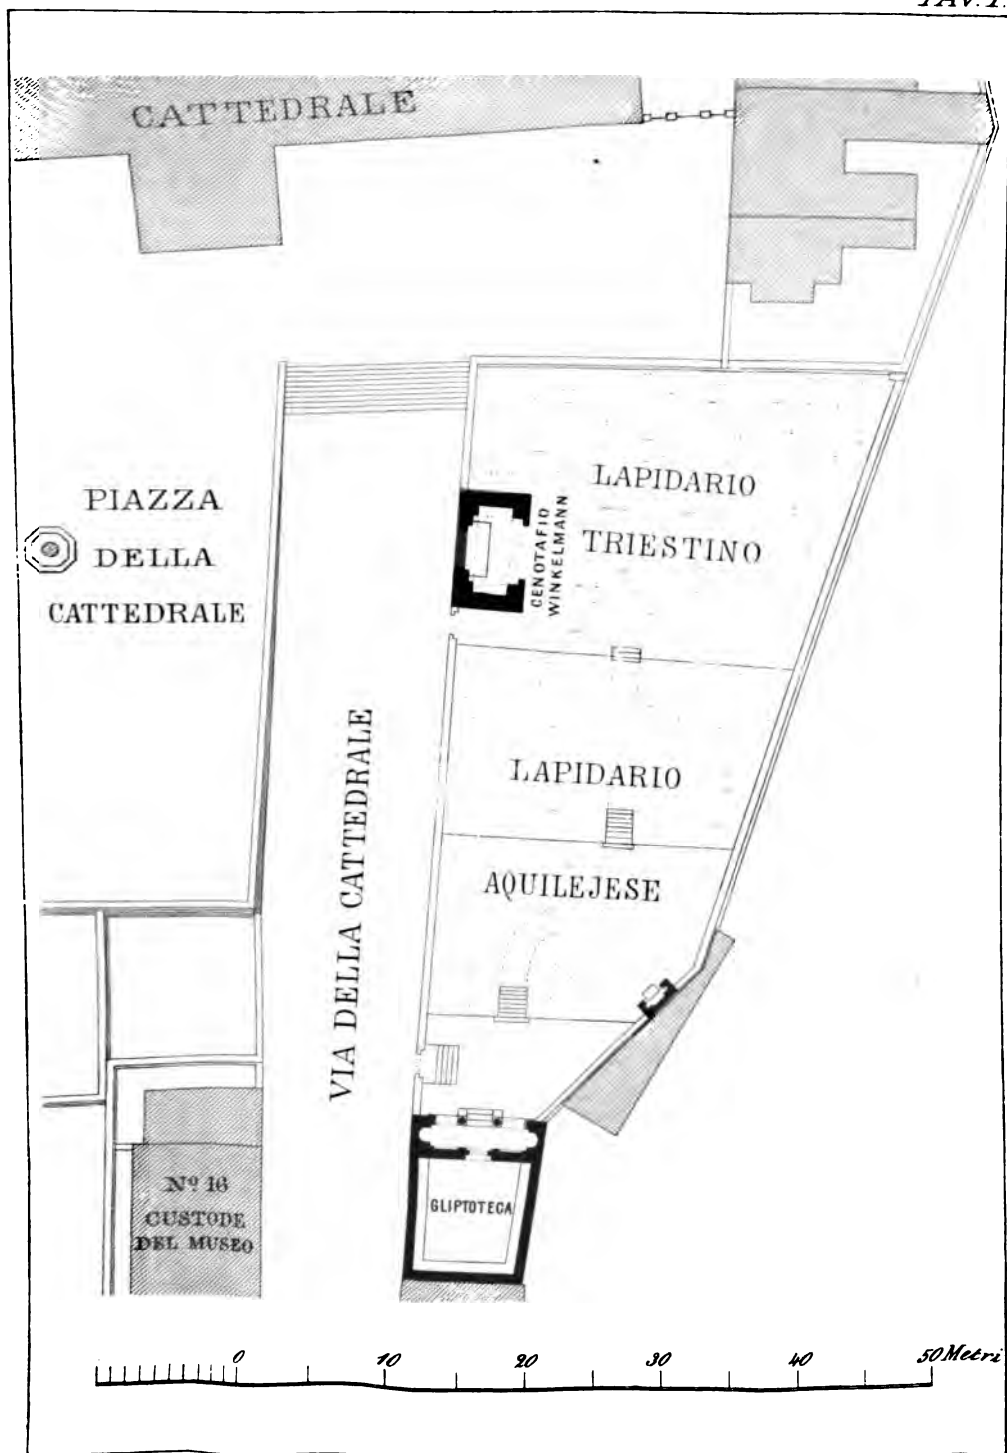 TAV. I.
CATTEDRALE
PIAZZA
DELLA
CATTEDRALE
LAPIDARIO
TRIESTINO
CENOTAFIO
WINKELMANN
LAPIDARIO
AQUILEJESE
VIA DELLA CATTEDRALE
Nº 16
CUSTODE
DEL MUSEO
GLIPTOTECA
0 10 20 30 40 50 Metri